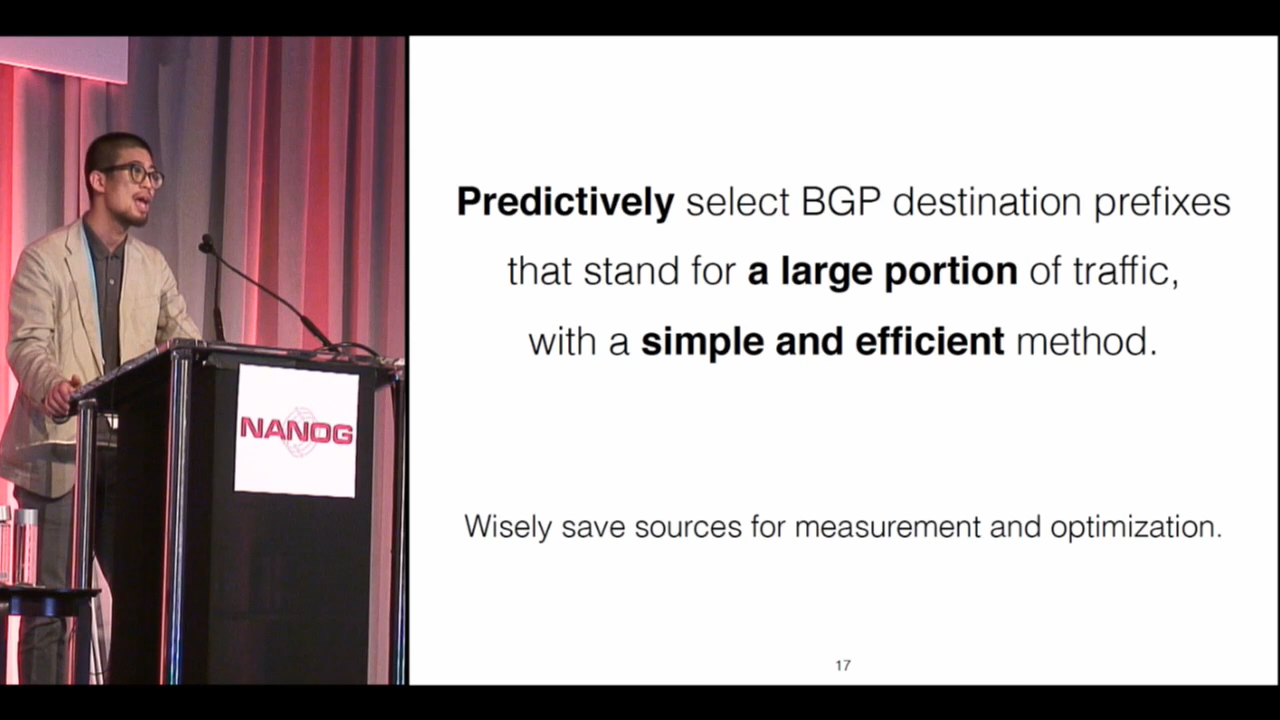 NANOG
Predictively select BGP destination prefixes
that stand for a large portion of traffic,
with a simple and efficient method.
Wisely save sources for measurement and optimization.
17